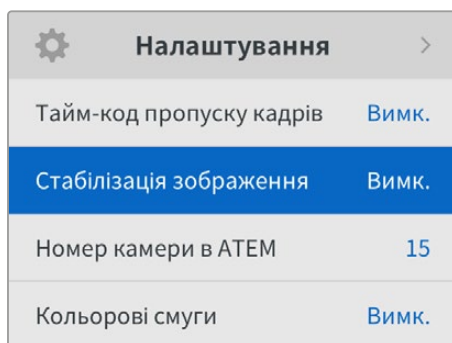 Налаштування
Тайм-код пропуску кадрів Вимк.
Стабілізація зображення Вимк.
Номер камери в ATEM 15
Кольорові смуги Вимк.